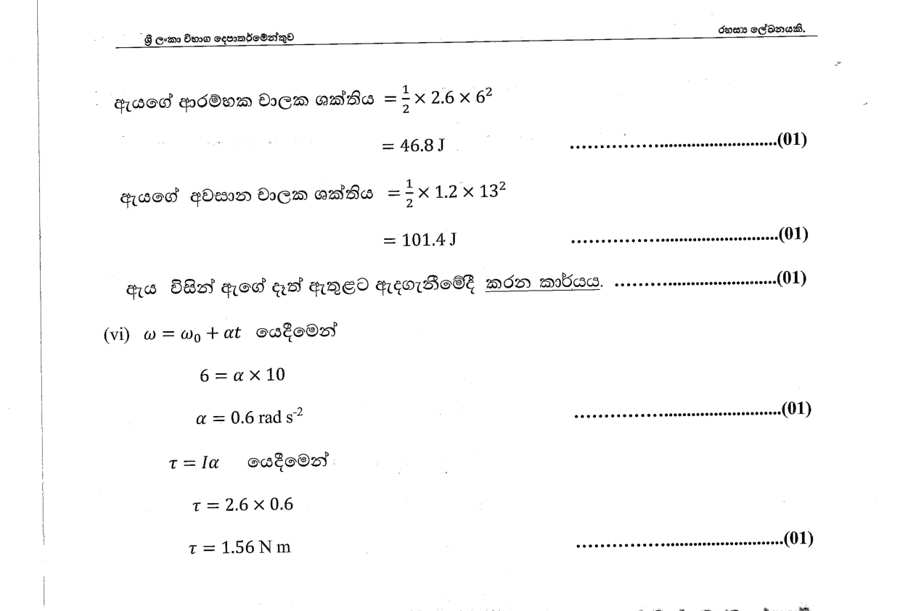 ශ්‍රී ලංකා විභාග දෙපාර්තමේන්තුව රහස්‍ය ලේඛනයකි.
ඇයගේ ආරම්භක චාලක ශක්තිය = 1/2 × 2.6 × 6²
= 46.8 J ........................................(01)
ඇයගේ අවසාන චාලක ශක්තිය = 1/2 × 1.2 × 13²
= 101.4 J ........................................(01)
ඇය විසින් ඇගේ දෑත් ඇතුළට ඇදගැනීමේදී කරන කාර්යය. ................................(01)
(vi) ω = ω₀ + αt යෙදීමෙන්
6 = α × 10
α = 0.6 rad s⁻² ........................................(01)
τ = Iα යෙදීමෙන්
τ = 2.6 × 0.6
τ = 1.56 N m ........................................(01)